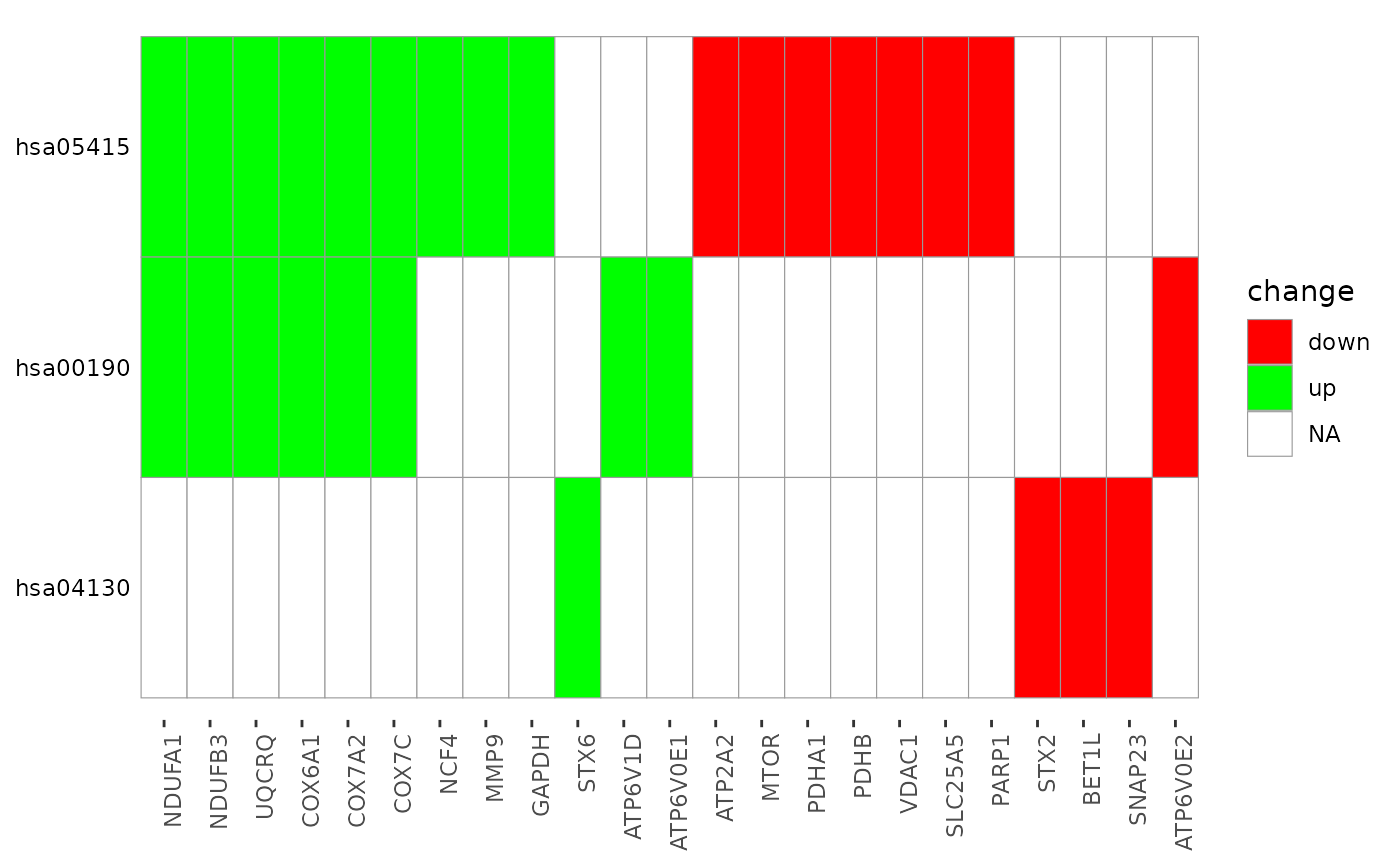 hsa05415
hsa00190
hsa04130
NDUFA1
NDUFB3
UQCRQ
COX6A1
COX7A2
COX7C
NCF4
MMP9
GAPDH
STX6
ATP6V1D
ATP6V0E1
ATP2A2
MTOR
PDHA1
PDHB
VDAC1
SLC25A5
PARP1
STX2
BET1L
SNAP23
ATP6V0E2
change
down
up
NA